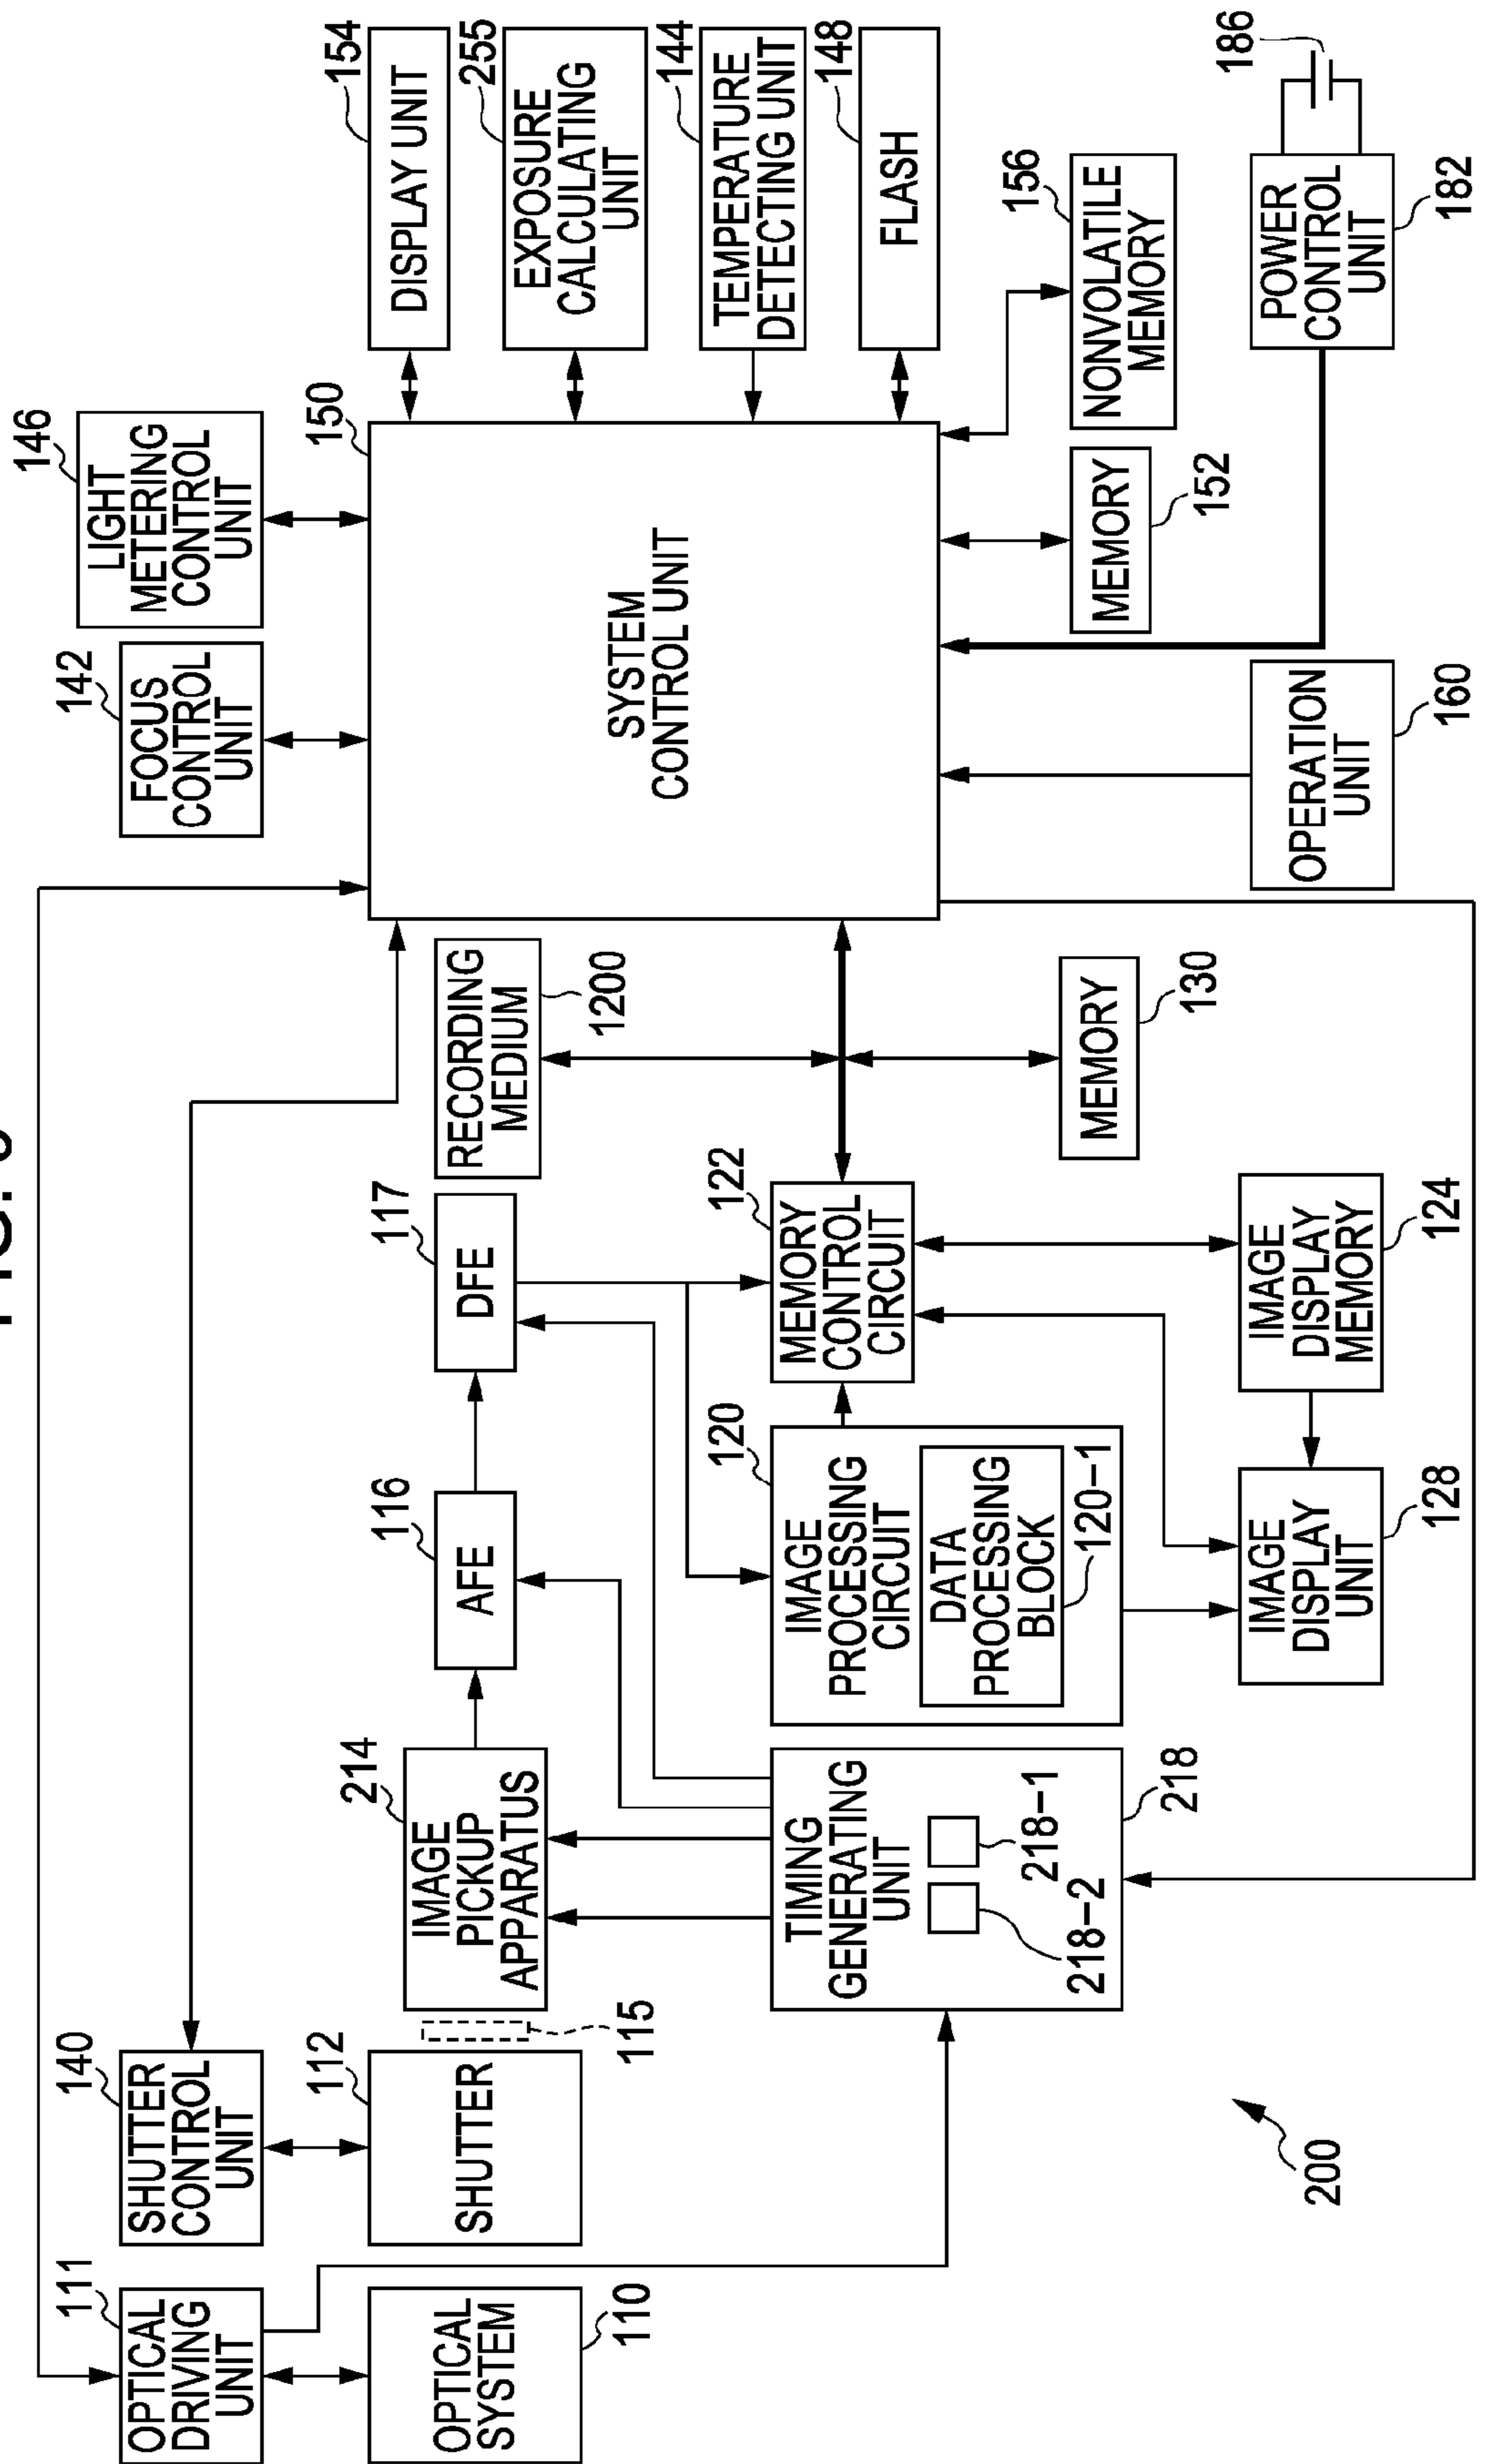 111
OPTICAL
DRIVING
UNIT
140
SHUTTER
CONTROL
UNIT
142
FOCUS
CONTROL
UNIT
146
LIGHT
METERING
CONTROL
UNIT
OPTICAL
SYSTEM
110
112
SHUTTER
115
214
IMAGE
PICKUP
APPARATUS
116
AFE
117
DFE
RECORDING
MEDIUM
1200
150
SYSTEM
CONTROL UNIT
154
DISPLAY UNIT
255
EXPOSURE
CALCULATING
UNIT
144
TEMPERATURE
DETECTING UNIT
148
FLASH
TIMING
GENERATING
UNIT
218-1
218-2
218
120
IMAGE
PROCESSING
CIRCUIT
DATA
PROCESSING
BLOCK
120-1
122
MEMORY
CONTROL
CIRCUIT
MEMORY
130
MEMORY
152
156
NONVOLATILE
MEMORY
200
IMAGE
DISPLAY
UNIT
128
IMAGE
DISPLAY
MEMORY
124
OPERATION
UNIT
160
POWER
CONTROL
UNIT
182
186